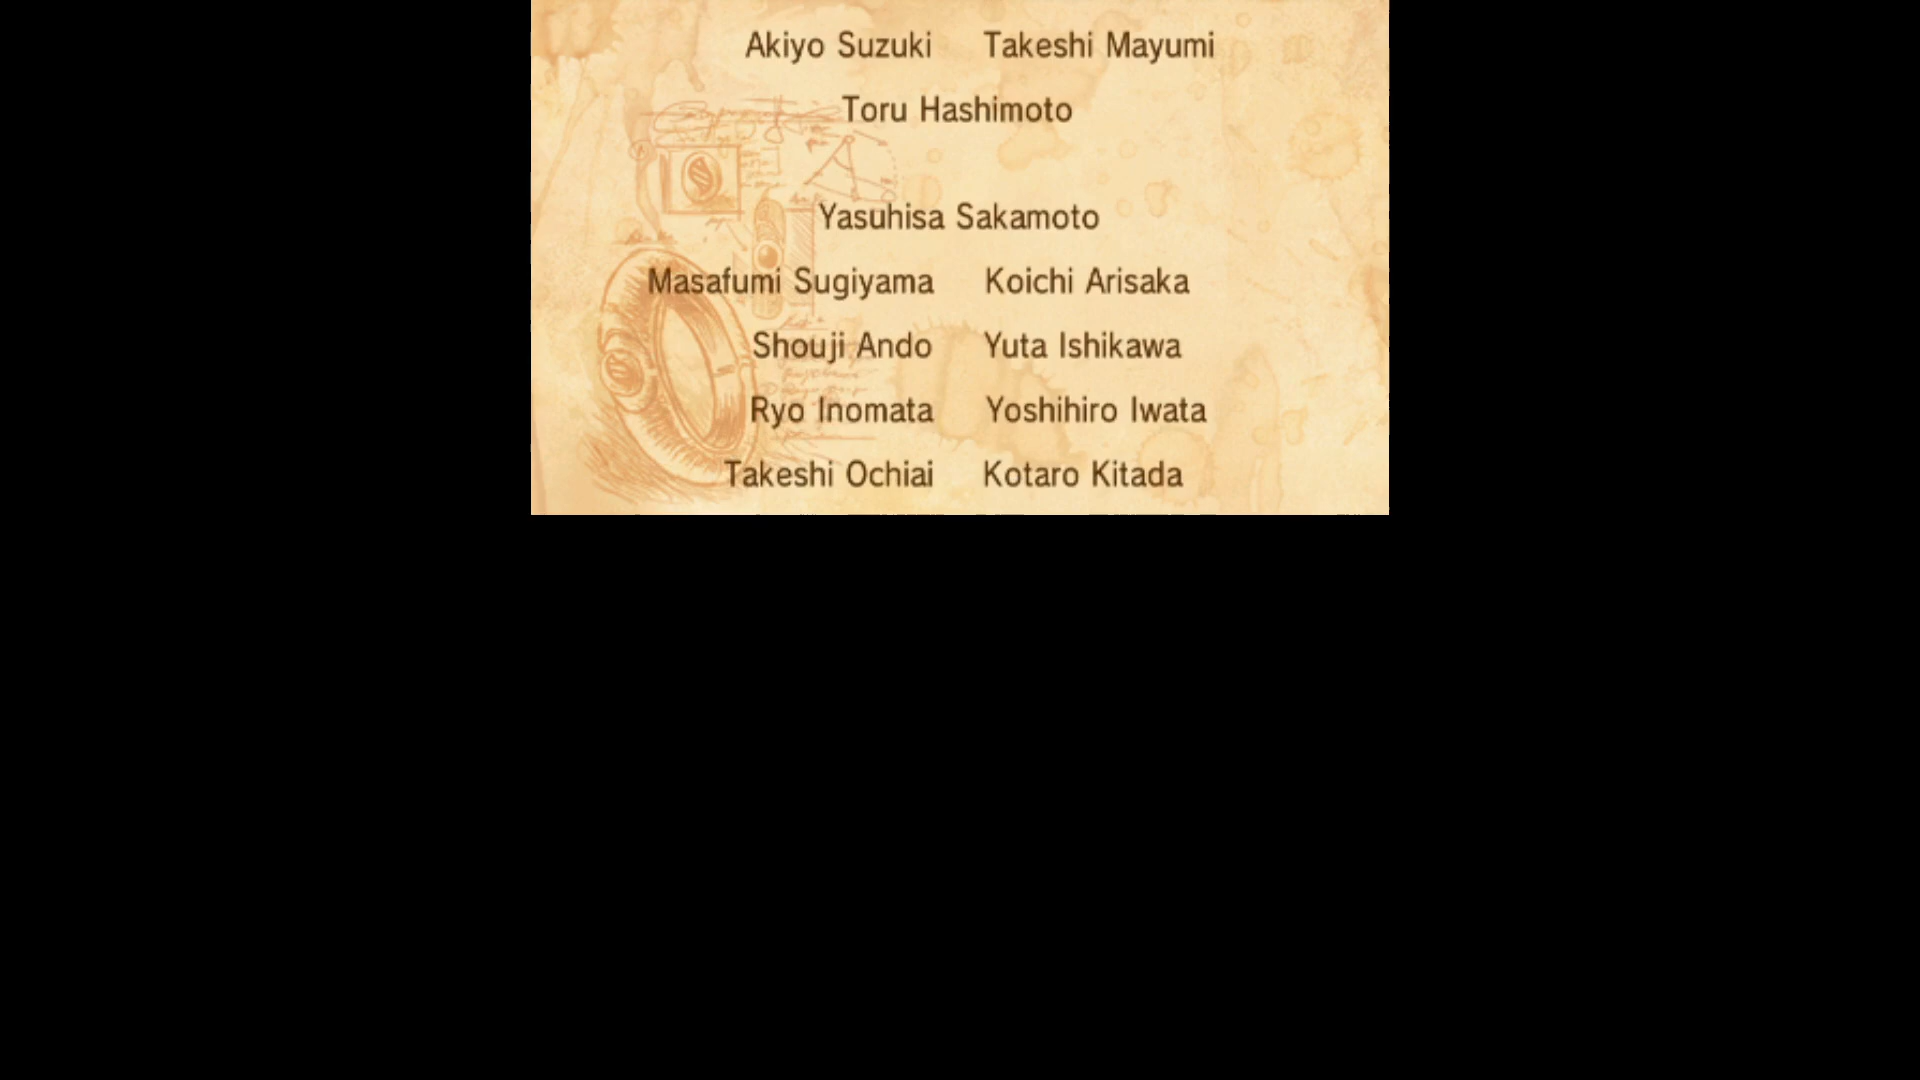 Akiyo Suzuki Takeshi Mayumi
Toru Hashimoto
Yasuhisa Sakamoto
Masafumi Sugiyama Koichi Arisaka
Shouji Ando Yuta Ishikawa
Ryo Inomata Yoshihiro Iwata
Takeshi Ochiai Kotaro Kitada